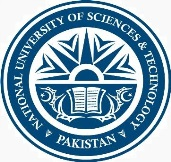 NATIONAL UNIVERSITY OF SCIENCES & TECHNOLOGY
PAKISTAN